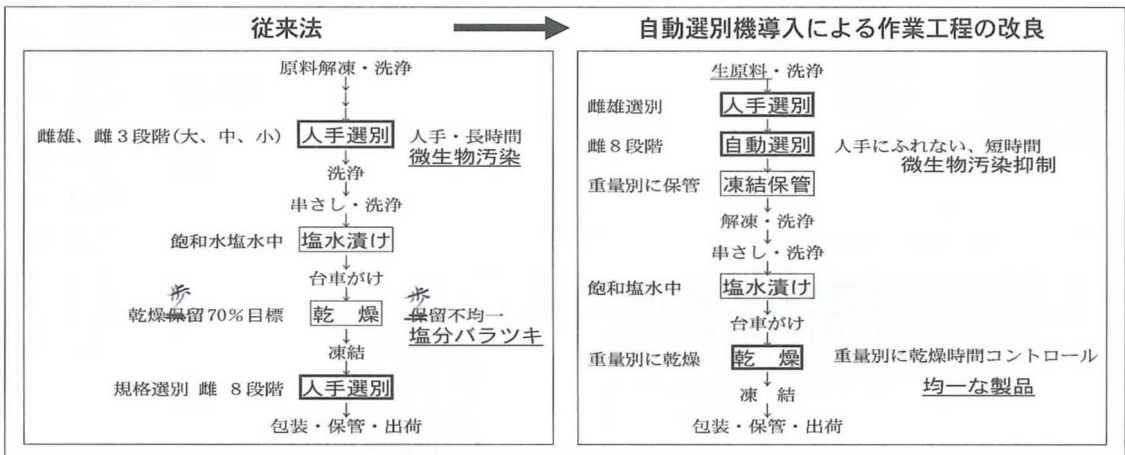 従来法
自動選別機導入による作業工程の改良
原料解凍・洗浄
雌雄、雌3段階(大、中、小) 人手選別 人手・長時間
微生物汚染
洗浄
串さし・洗浄
飽和水塩水中 塩水漬け
台車がけ
歩 歩
乾燥保留70%目標 乾 燥 保留不均一
塩分バラツキ
凍結
規格選別 雌 8段階 人手選別
包装・保管・出荷
生原料・洗浄
雌雄選別 人手選別
雌8段階 自動選別 人手にふれない、短時間
微生物汚染抑制
重量別に保管 凍結保管
解凍・洗浄
串さし・洗浄
飽和塩水中 塩水漬け
台車がけ
重量別に乾燥 乾 燥 重量別に乾燥時間コントロール
均一な製品
凍 結
包装・保管・出荷